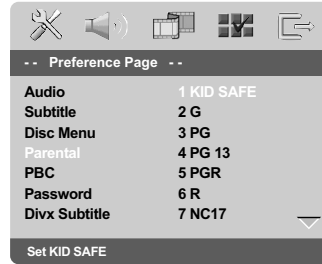 - - Preference Page - -
Audio 1 KID SAFE
Subtitle 2 G
Disc Menu 3 PG
Parental 4 PG 13
PBC 5 PGR
Password 6 R
Divx Subtitle 7 NC17
Set KID SAFE